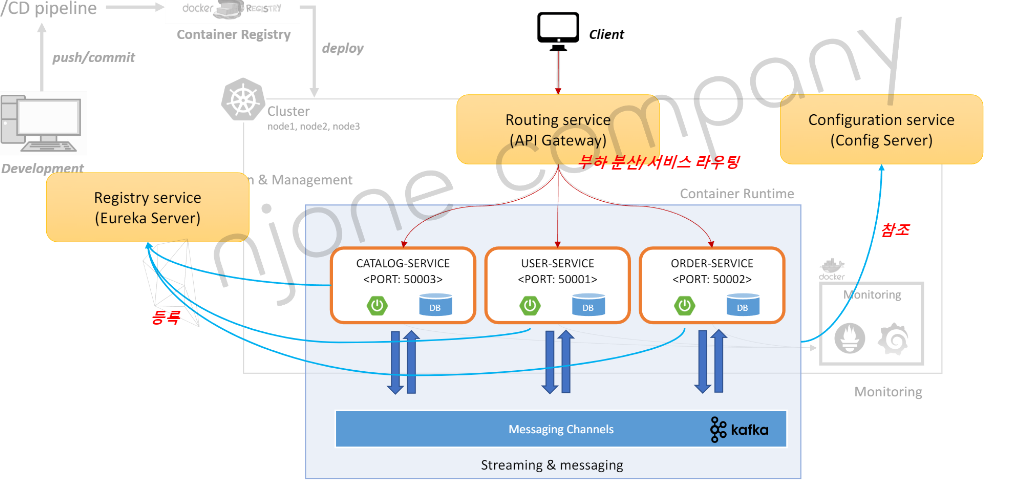 /CD pipeline
docker REGISTRY
Container Registry
push/commit
deploy
Client
Cluster
node1, node2, node3
Routing service
(API Gateway)
Configuration service
(Config Server)
Development
부하 분산/서비스 라우팅
n & Management
Registry service
(Eureka Server)
Container Runtime
njone company
참조
CATALOG-SERVICE
<PORT: 50003>
DB
USER-SERVICE
<PORT: 50001>
DB
ORDER-SERVICE
<PORT: 50002>
DB
docker
Monitoring
등록
Monitoring
Messaging Channels
kafka
Streaming & messaging